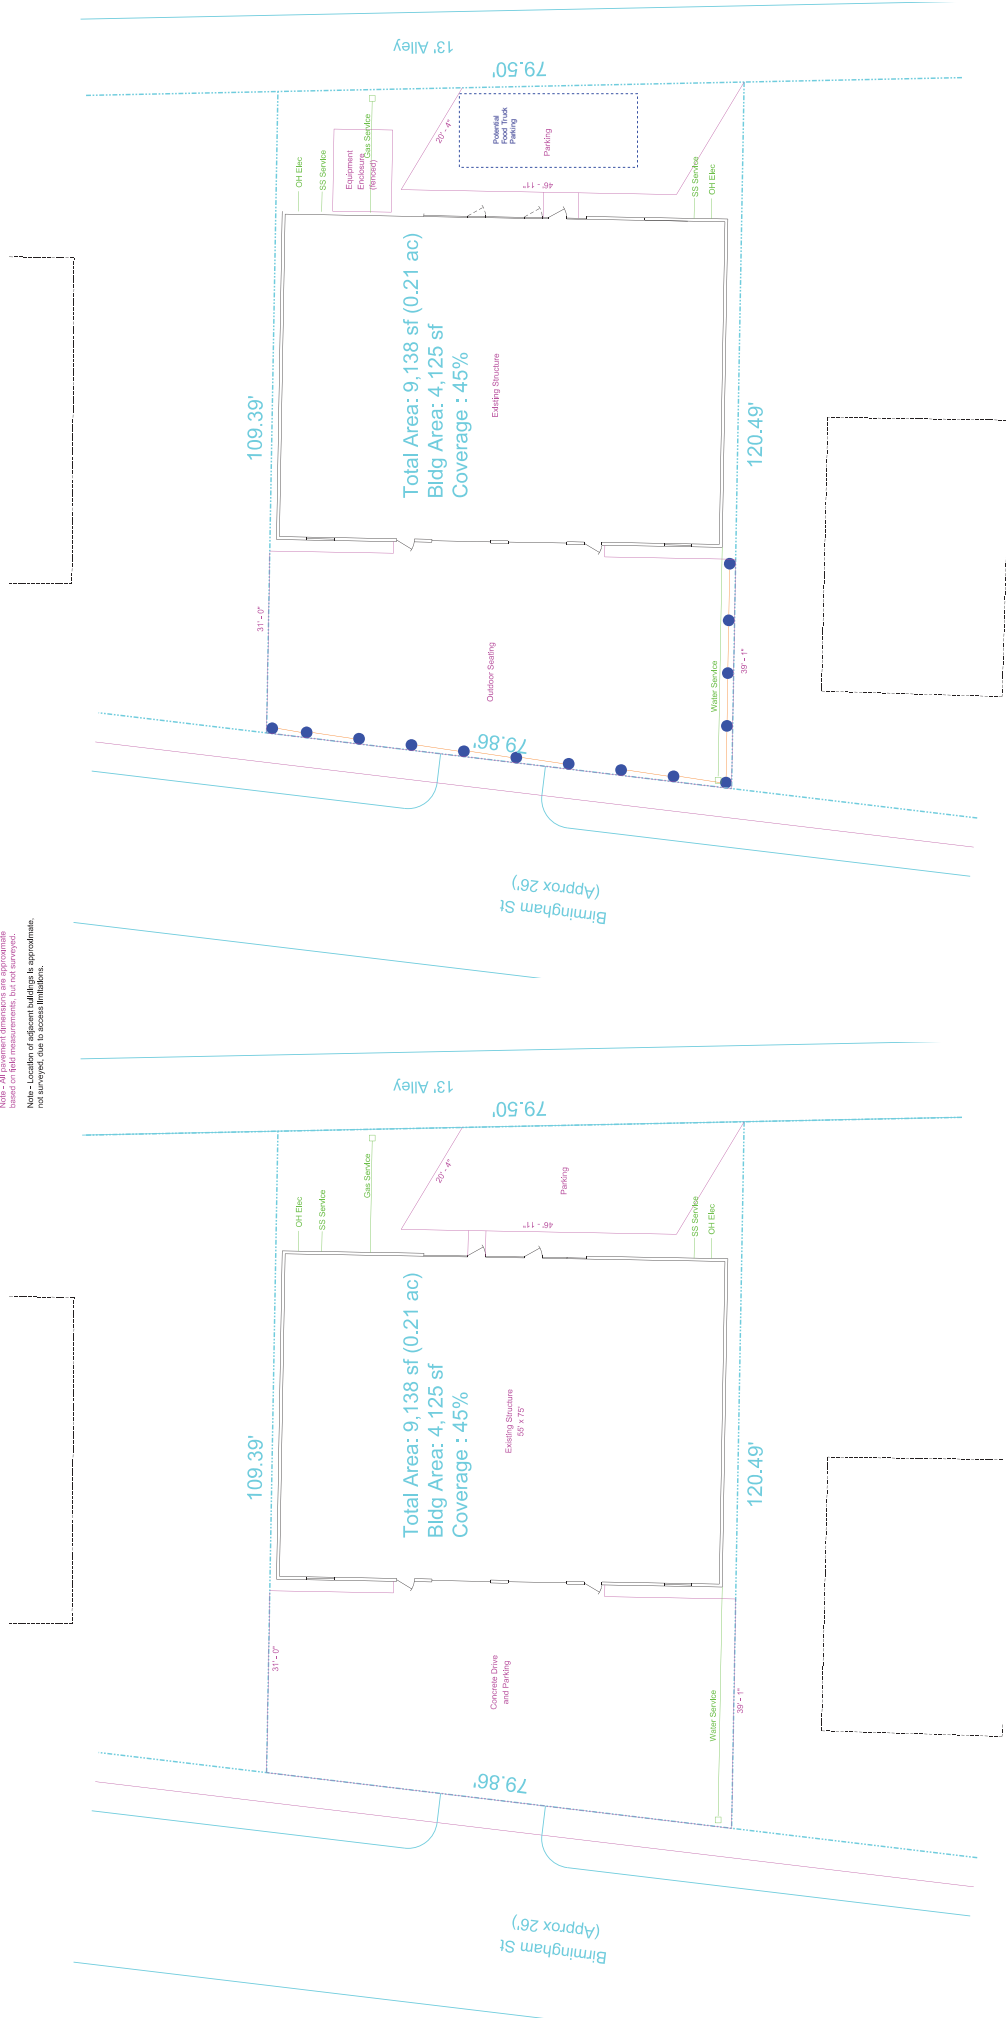 13' Alley
79.50'
OH Elec
SS Service
Equipment
Enclosure
(fenced)
Gas Service
20' - 4"
Potential
Food Truck
Parking
Parking
46' - 11"
SS Service
OH Elec
109.39'
Total Area: 9,138 sf (0.21 ac)
Bldg Area: 4,125 sf
Coverage : 45%
Existing Structure
120.49'
31' - 0"
Outdoor Seating
Water Service
39' - 1"
79.86'
Birmingham St
(Approx 26')
Note - All pavement dimensions are approximate
based on field measurements, but not surveyed.
Note - Location of adjacent buildings is approximate,
not surveyed, due to access limitations.
13' Alley
79.50'
OH Elec
SS Service
Gas Service
20' - 4"
Parking
46' - 11"
SS Service
OH Elec
109.39'
Total Area: 9,138 sf (0.21 ac)
Bldg Area: 4,125 sf
Coverage : 45%
Existing Structure
55' x 75'
120.49'
31' - 0"
Concrete Drive
and Parking
Water Service
39' - 1"
79.86'
Birmingham St
(Approx 26')